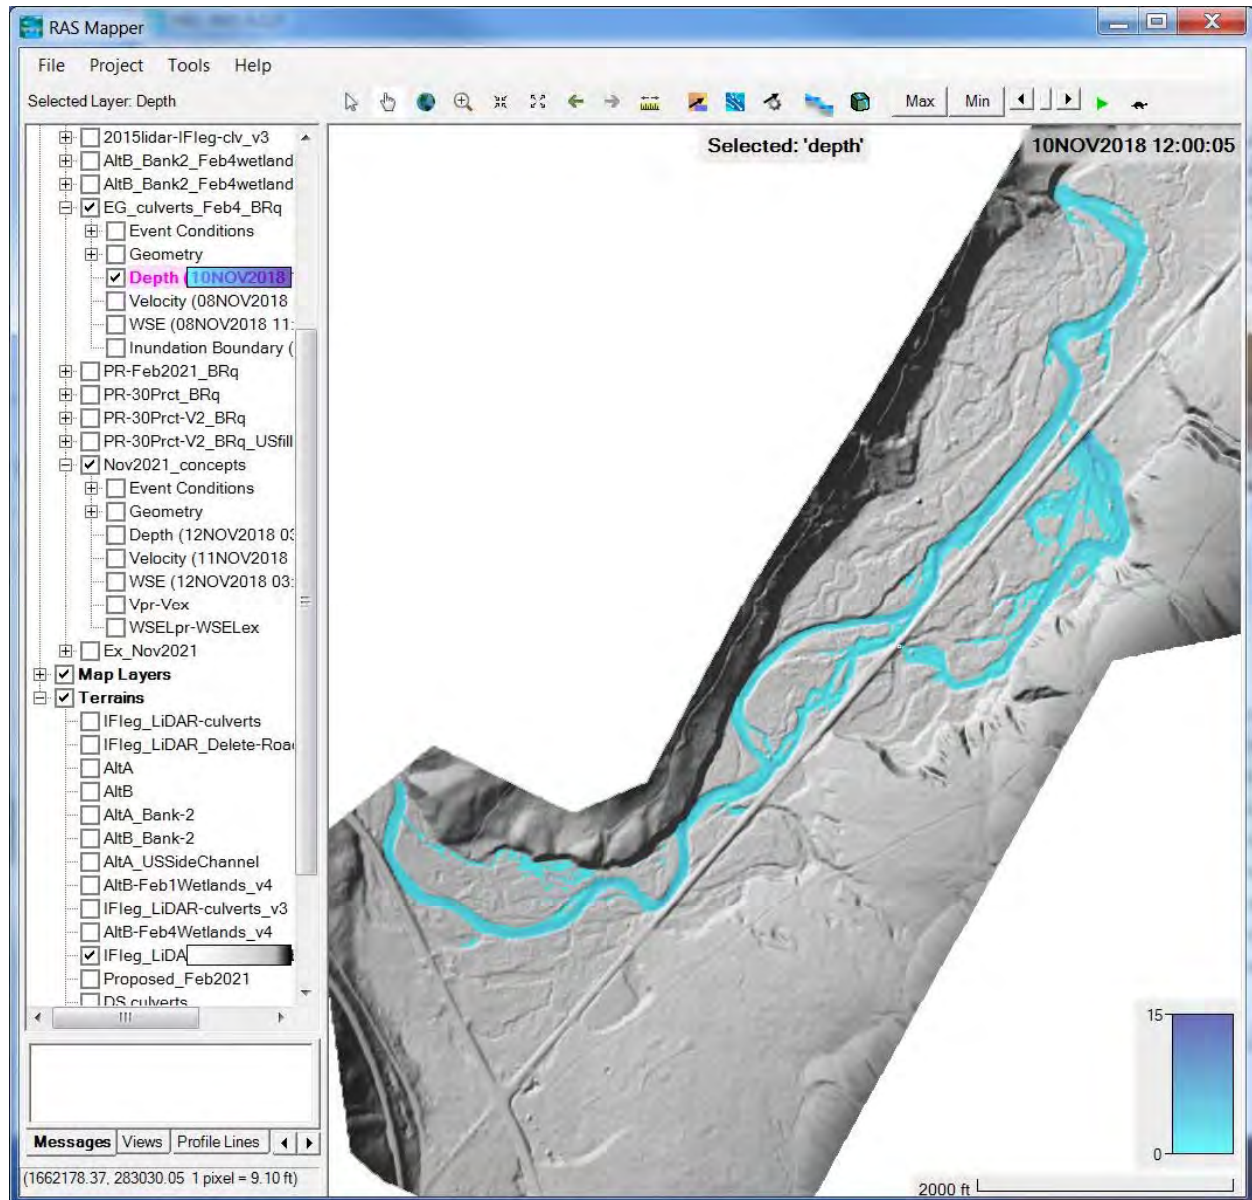 RAS Mapper
File Project Tools Help
Selected Layer: Depth
Max Min
2015lidar-IFleg-clv_v3
AltB_Bank2_Feb4wetland
AltB_Bank2_Feb4wetland
EG_culverts_Feb4_BRq
Event Conditions
Geometry
Depth (10NOV2018
Velocity (08NOV2018
WSE (08NOV2018 11:
Inundation Boundary (
PR-Feb2021_BRq
PR-30Prct_BRq
PR-30Prct-V2_BRq
PR-30Prct-V2_BRq_USfill
Nov2021_concepts
Event Conditions
Geometry
Depth (12NOV2018 03:
Velocity (11NOV2018
WSE (12NOV2018 03:
Vpr-Vex
WSELpr-WSELex
Ex_Nov2021
Map Layers
Terrains
IFleg_LiDAR-culverts
IFleg_LiDAR_Delete-Roa
AltA
AltB
AltA_Bank-2
AltB_Bank-2
AltA_USSideChannel
AltB-Feb1Wetlands_v4
IFleg_LiDAR-culverts_v3
AltB-Feb4Wetlands_v4
IFleg_LiDA
Proposed_Feb2021
DS culverts
Messages Views Profile Lines
(1662178.37, 283030.05 1 pixel = 9.10 ft)
Selected: 'depth'
10NOV2018 12:00:05
15
0
2000 ft